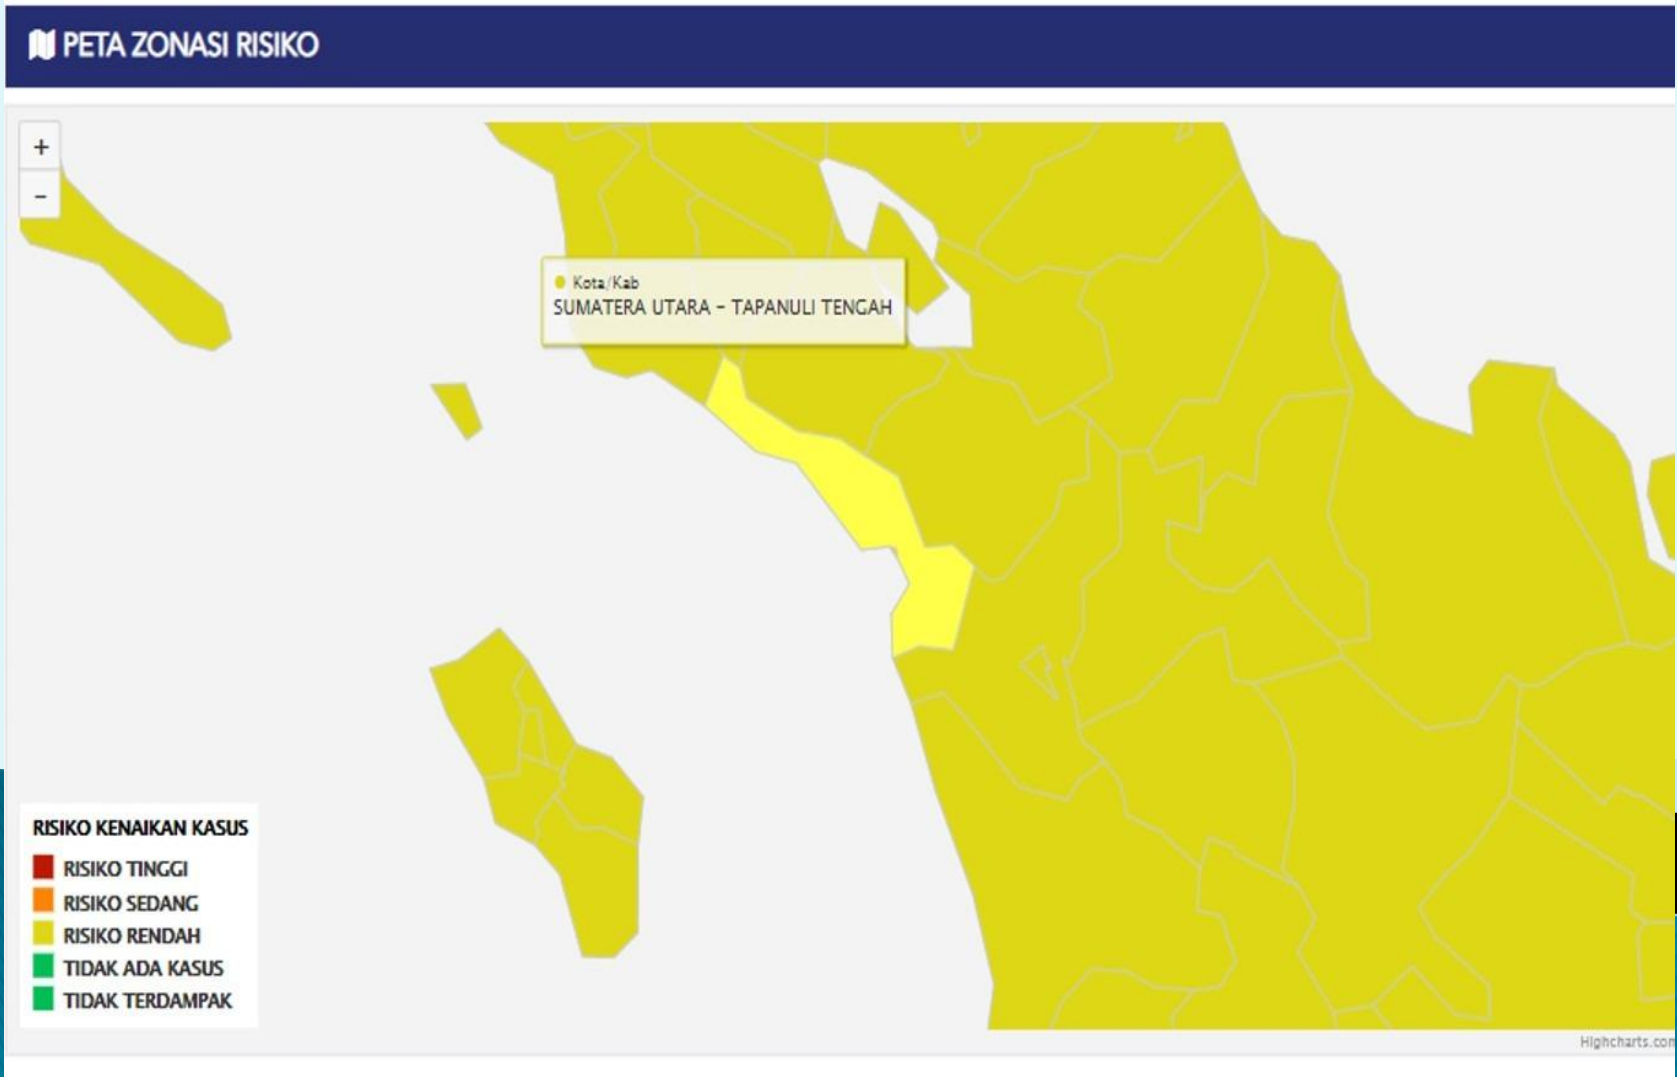 PETA ZONASI RISIKO
+
-
Kota/Kab
SUMATERA UTARA - TAPANULI TENGAH
RISIKO KENAIKAN KASUS
RISIKO TINGGI
RISIKO SEDANG
RISIKO RENDAH
TIDAK ADA KASUS
TIDAK TERDAMPAK
Highcharts.com